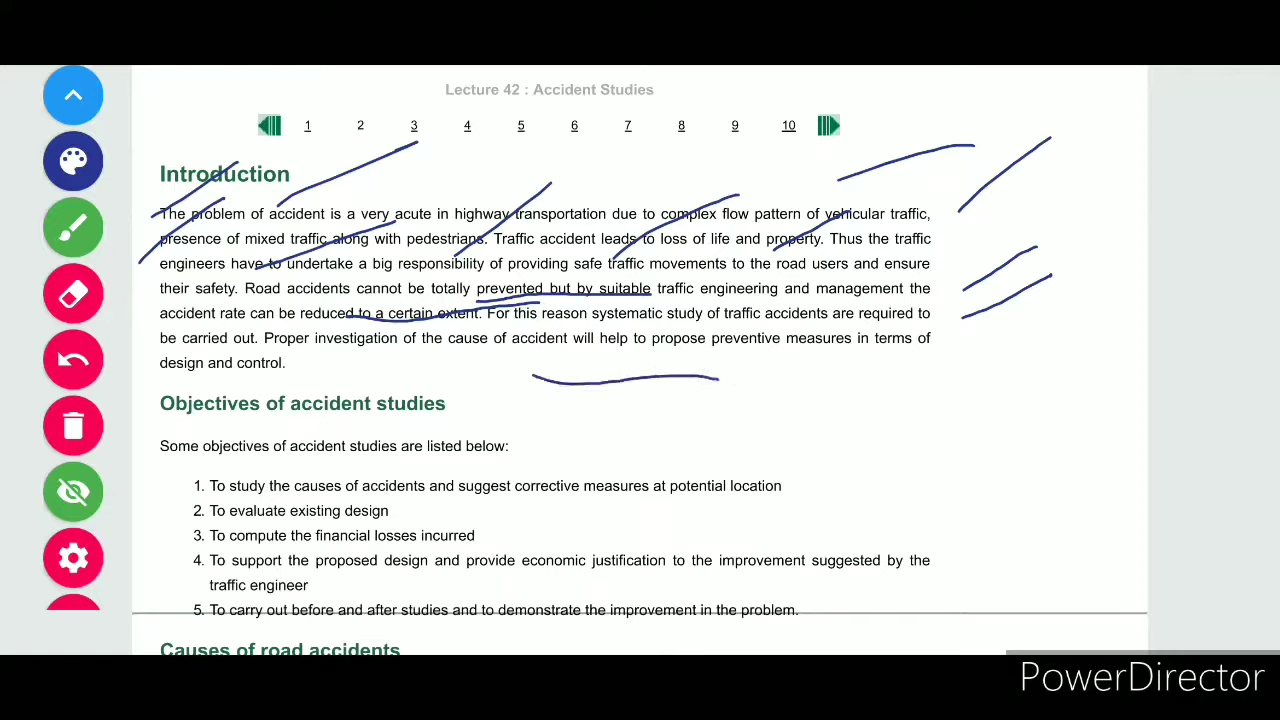 Lecture 42 : Accident Studies
1 2 3 4 5 6 7 8 9 10
Introduction
The problem of accident is a very acute in highway transportation due to complex flow pattern of vehicular traffic,
presence of mixed traffic along with pedestrians. Traffic accident leads to loss of life and property. Thus the traffic
engineers have to undertake a big responsibility of providing safe traffic movements to the road users and ensure
their safety. Road accidents cannot be totally prevented but by suitable traffic engineering and management the
accident rate can be reduced to a certain extent. For this reason systematic study of traffic accidents are required to
be carried out. Proper investigation of the cause of accident will help to propose preventive measures in terms of
design and control.
Objectives of accident studies
Some objectives of accident studies are listed below:
1. To study the causes of accidents and suggest corrective measures at potential location
2. To evaluate existing design
3. To compute the financial losses incurred
4. To support the proposed design and provide economic justification to the improvement suggested by the
traffic engineer
5. To carry out before and after studies and to demonstrate the improvement in the problem.
Causes of road accidents
PowerDirector